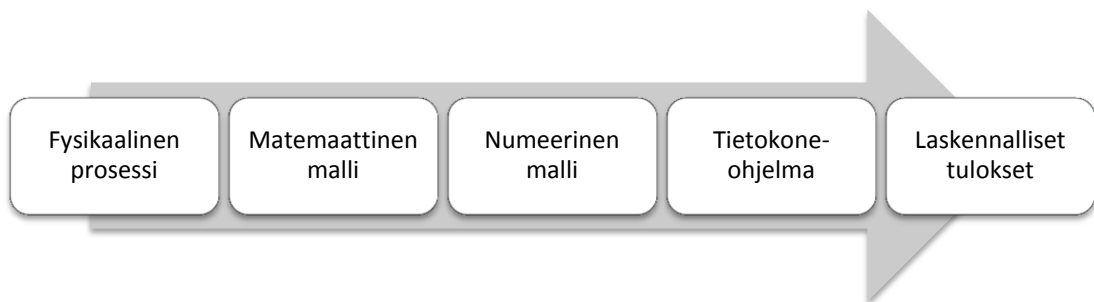 Fysikaalinen
prosessi
Matemaattinen
malli
Numeerinen
malli
Tietokone-
ohjelma
Laskennalliset
tulokset